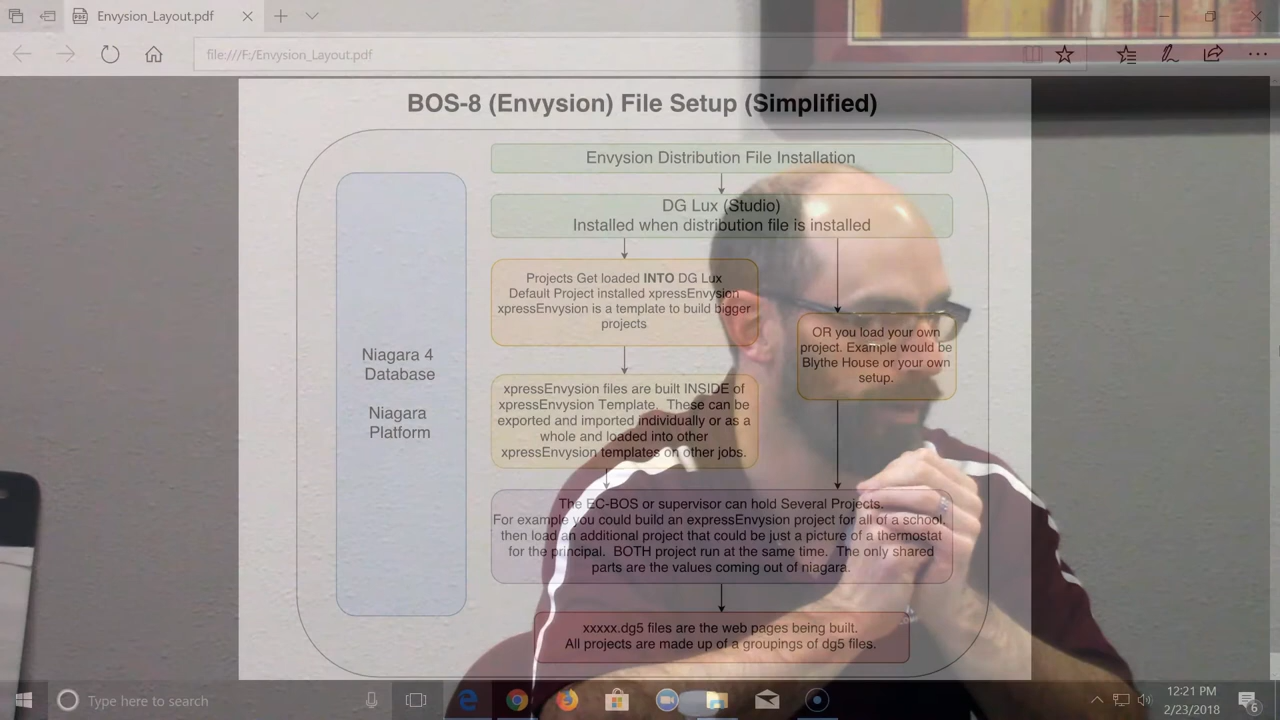 Envysion_Layout.pdf
file:///F:/Envysion_Layout.pdf
BOS-8 (Envysion) File Setup (Simplified)
Envysion Distribution File Installation
DG Lux (Studio)
Installed when distribution file is installed
Projects Get loaded INTO DG Lux
Default Project installed xpressEnvysion
xpressEnvysion is a template to build bigger
projects
OR you load your own
project. Example would be
Blythe House or your own
setup.
Niagara 4
Database
Niagara
Platform
xpressEnvysion files are built INSIDE of
xpressEnvysion Template. These can be
exported and imported individually or as a
whole and loaded into other
xpressEnvysion templates on other jobs.
The EC-BOS or supervisor can hold Several Projects.
For example you could build an expressEnvysion project for all of a school,
then load an additional project that could be just a picture of a thermostat
for the principal. BOTH project run at the same time. The only shared
parts are the values coming out of niagara.
xxxxx.dg5 files are the web pages being built.
All projects are made up of a groupings of dg5 files.
Type here to search
12:21 PM
2/23/2018
6